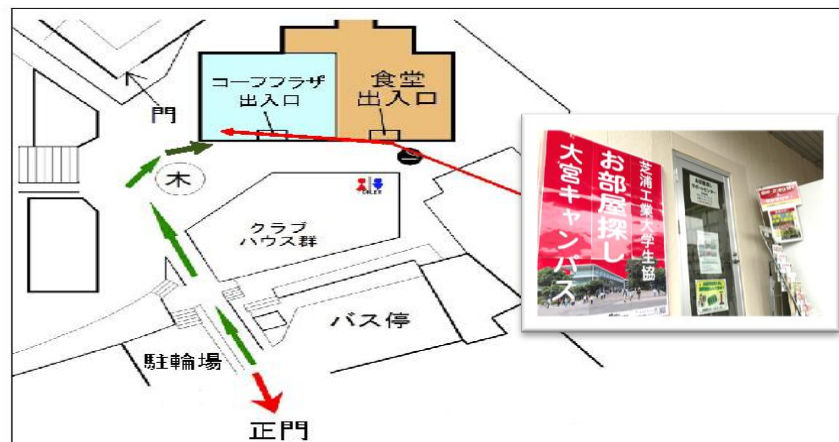 コープフラザ
出入口
食堂
出入口
門
木
クラブ
ハウス群
バス停
駐輪場
正門
芝浦工業大学生協
お部屋探し
大宮キャンパス